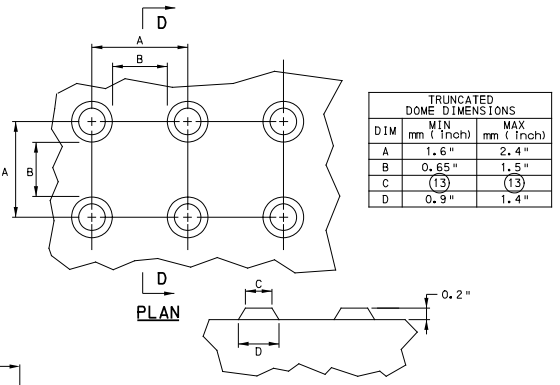 D
A
B
A
B
D
PLAN
TRUNCATED
DOME DIMENSIONS
DIM MIN mm (inch) MAX mm (inch)
A 1.6" 2.4"
B 0.65" 1.5"
C 13 13
D 0.9" 1.4"
C
0.2"
D